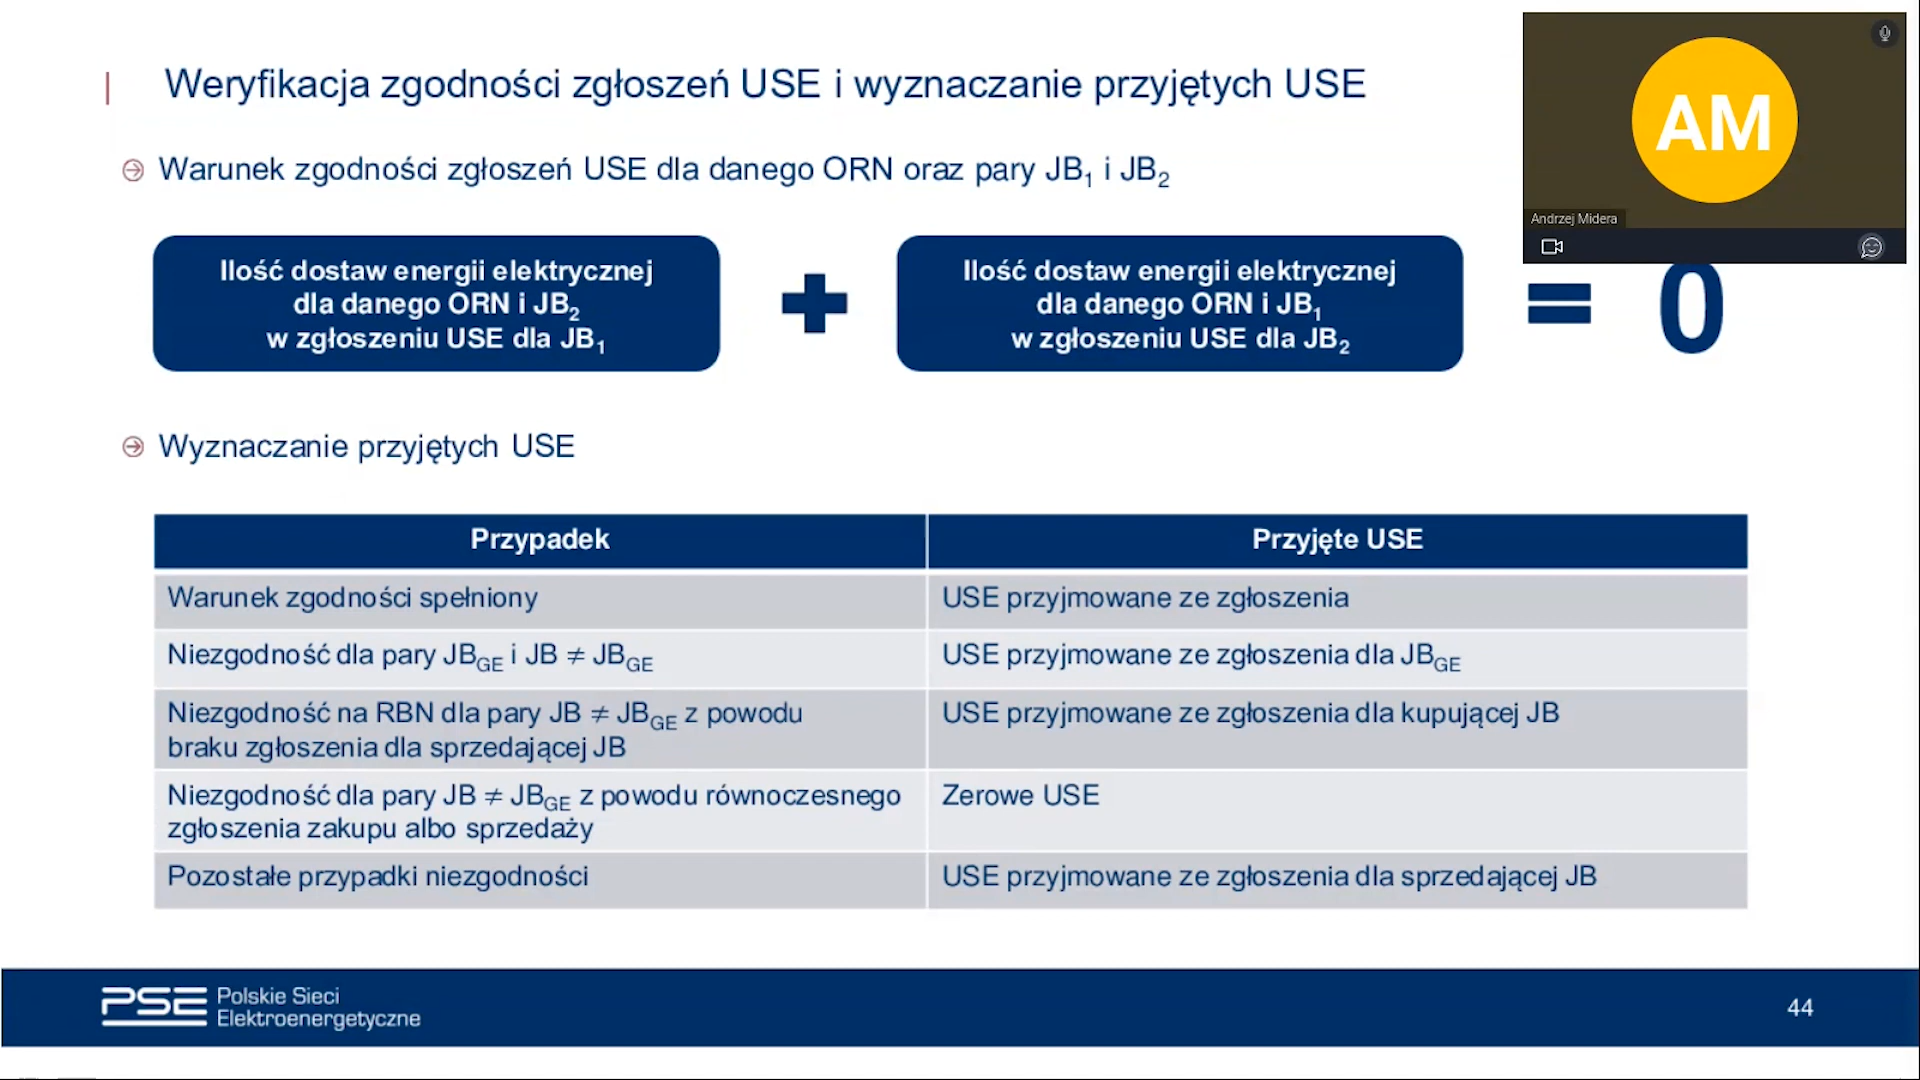 Weryfikacja zgodności zgłoszeń USE i wyznaczanie przyjętych USE
AM
Andrzej Midera
Warunek zgodności zgłoszeń USE dla danego ORN oraz pary JB₁ i JB₂
Ilość dostaw energii elektrycznej
dla danego ORN i JB₂
w zgłoszeniu USE dla JB₁
+
Ilość dostaw energii elektrycznej
dla danego ORN i JB₁
w zgłoszeniu USE dla JB₂
= 0
Wyznaczanie przyjętych USE
Przypadek
Przyjęte USE
Warunek zgodności spełniony
USE przyjmowane ze zgłoszenia
Niezgodność dla pary JB_GE i JB ≠ JB_GE
USE przyjmowane ze zgłoszenia dla JB_GE
Niezgodność na RBN dla pary JB ≠ JB_GE z powodu
braku zgłoszenia dla sprzedającej JB
USE przyjmowane ze zgłoszenia dla kupującej JB
Niezgodność dla pary JB ≠ JB_GE z powodu równoczesnego
zgłoszenia zakupu albo sprzedaży
Zerowe USE
Pozostałe przypadki niezgodności
USE przyjmowane ze zgłoszenia dla sprzedającej JB
PSE
Polskie Sieci
Elektroenergetyczne
44